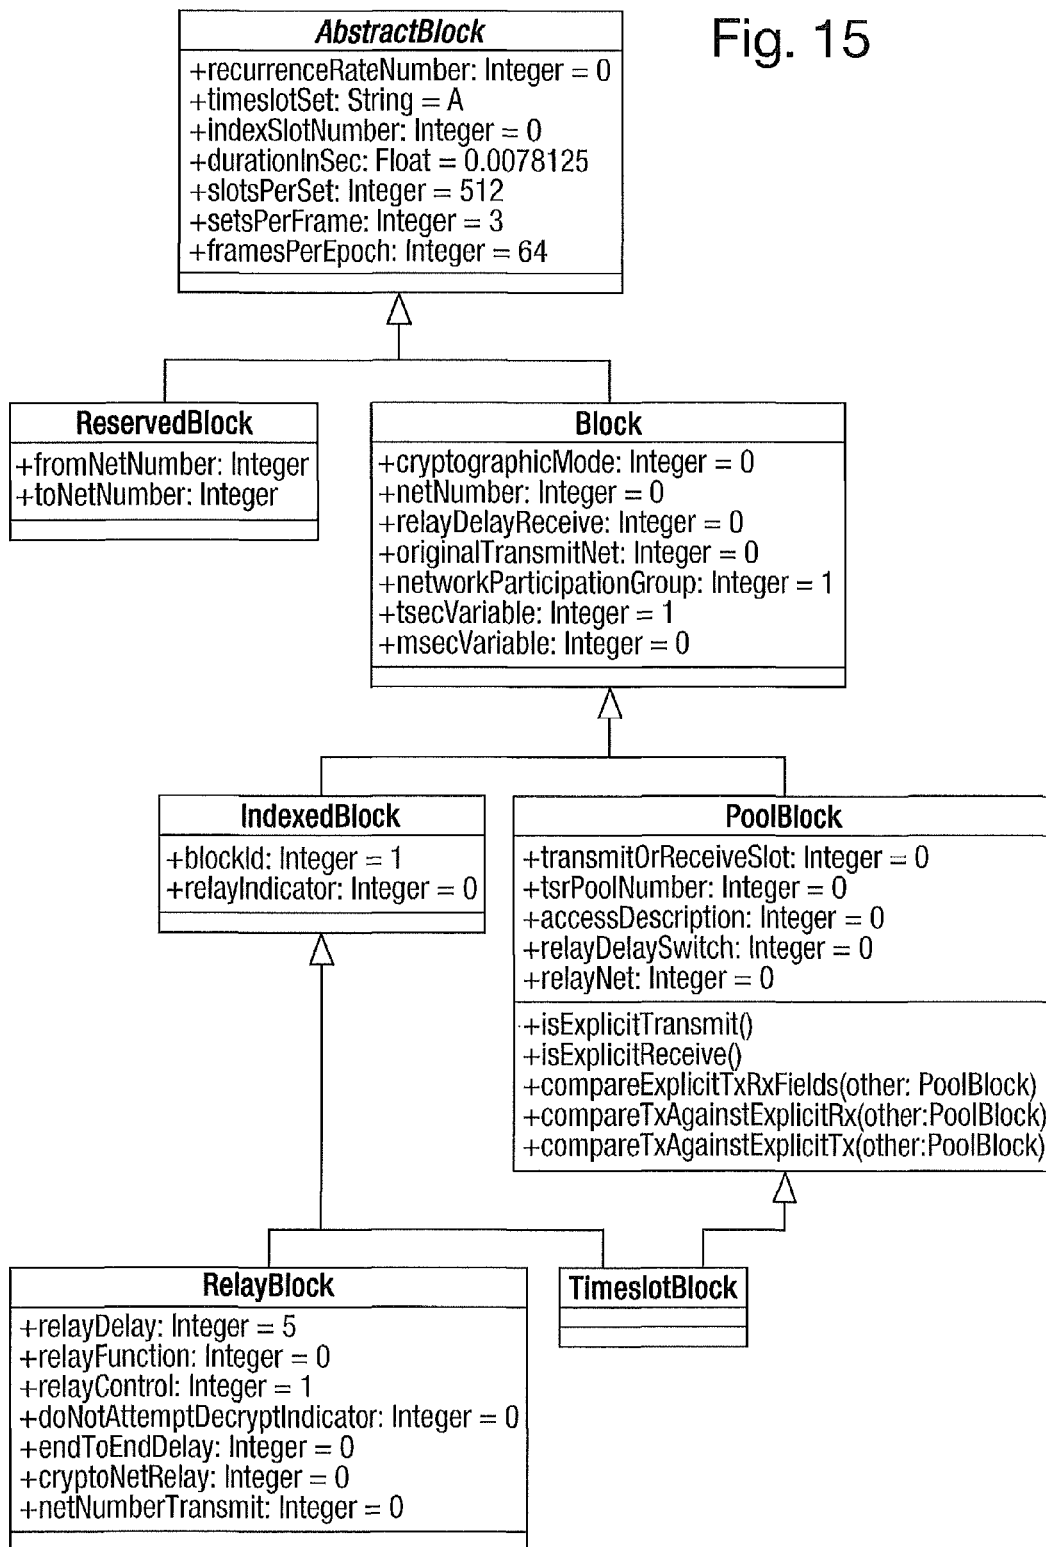 Fig. 15
AbstractBlock
+recurrenceRateNumber: Integer = 0
+timeslotSet: String = A
+indexSlotNumber: Integer = 0
+durationInSec: Float = 0.0078125
+slotsPerSet: Integer = 512
+setsPerFrame: Integer = 3
+framesPerEpoch: Integer = 64
ReservedBlock
+fromNetNumber: Integer
+toNetNumber: Integer
Block
+cryptographicMode: Integer = 0
+netNumber: Integer = 0
+relayDelayReceive: Integer = 0
+originalTransmitNet: Integer = 0
+networkParticipationGroup: Integer = 1
+tsecVariable: Integer = 1
+msecVariable: Integer = 0
IndexedBlock
+blockId: Integer = 1
+relayIndicator: Integer = 0
PoolBlock
+transmitOrReceiveSlot: Integer = 0
+tsrPoolNumber: Integer = 0
+accessDescription: Integer = 0
+relayDelaySwitch: Integer = 0
+relayNet: Integer = 0
+isExplicitTransmit()
+isExplicitReceive()
+compareExplicitTxRxFields(other: PoolBlock)
+compareTxAgainstExplicitRx(other:PoolBlock)
+compareTxAgainstExplicitTx(other:PoolBlock)
RelayBlock
+relayDelay: Integer = 5
+relayFunction: Integer = 0
+relayControl: Integer = 1
+doNotAttemptDecryptIndicator: Integer = 0
+endToEndDelay: Integer = 0
+cryptoNetRelay: Integer = 0
+netNumberTransmit: Integer = 0
TimeslotBlock